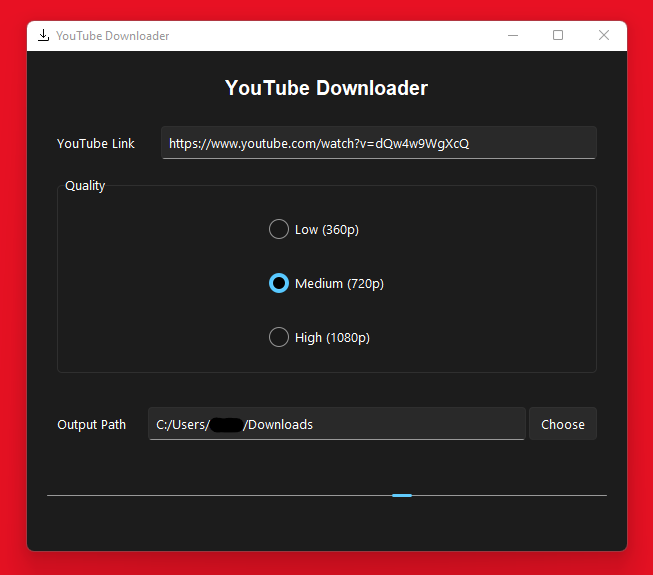 YouTube Downloader
YouTube Downloader
YouTube Link https://www.youtube.com/watch?v=dQw4w9WgXcQ
Quality
Low (360p)
Medium (720p)
High (1080p)
Output Path C:/Users/ /Downloads Choose